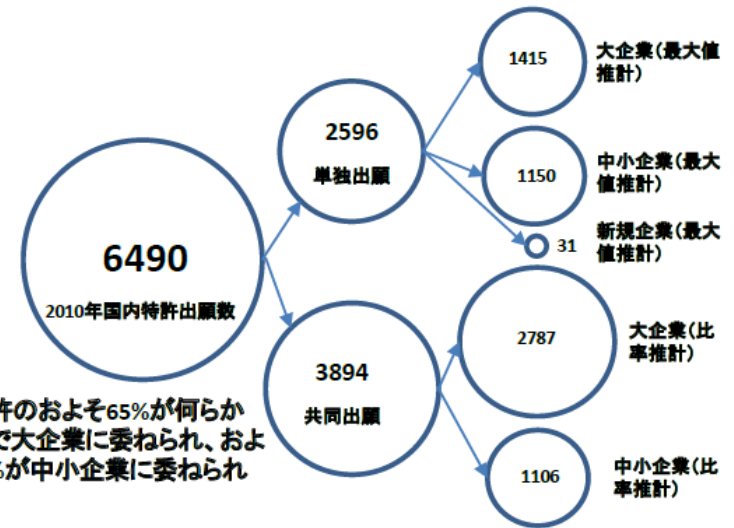 1415
大企業(最大値
推計)
2596
単独出願
1150
中小企業(最大
値推計)
新規企業(最大
値推計)
31
6490
2010年国内特許出願数
2787
大企業(比
率推計)
3894
共同出願
許のおよそ65%が何らか
で大企業に委ねられ、およ
%が中小企業に委ねられ
1106
中小企業(比
率推計)